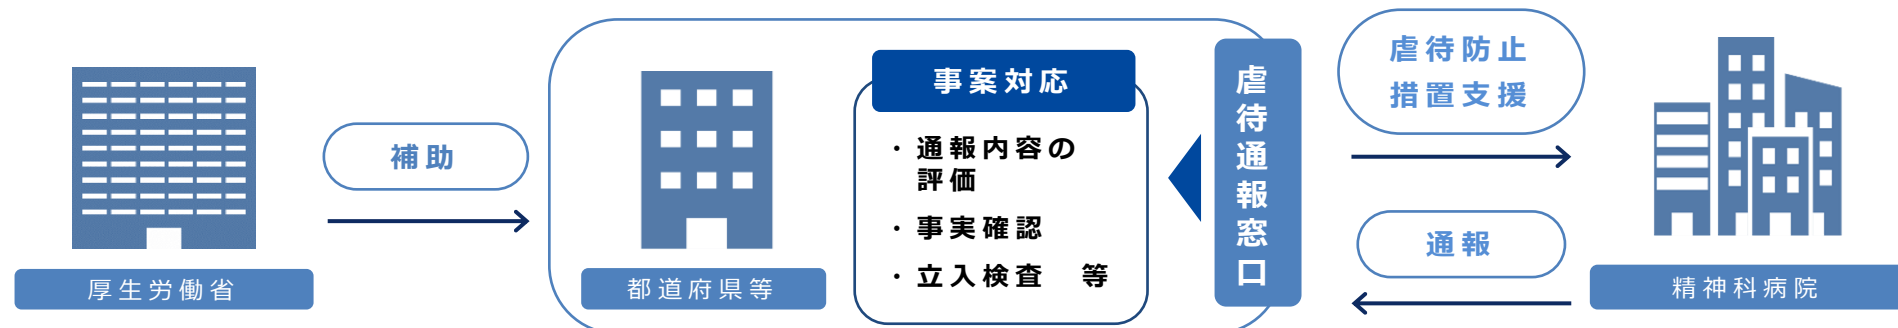 厚生労働省
補助
都道府県等
事案対応
・通報内容の
評価
・事実確認
・立入検査　等
虐待通報窓口
虐待防止
措置支援
通報
精神科病院